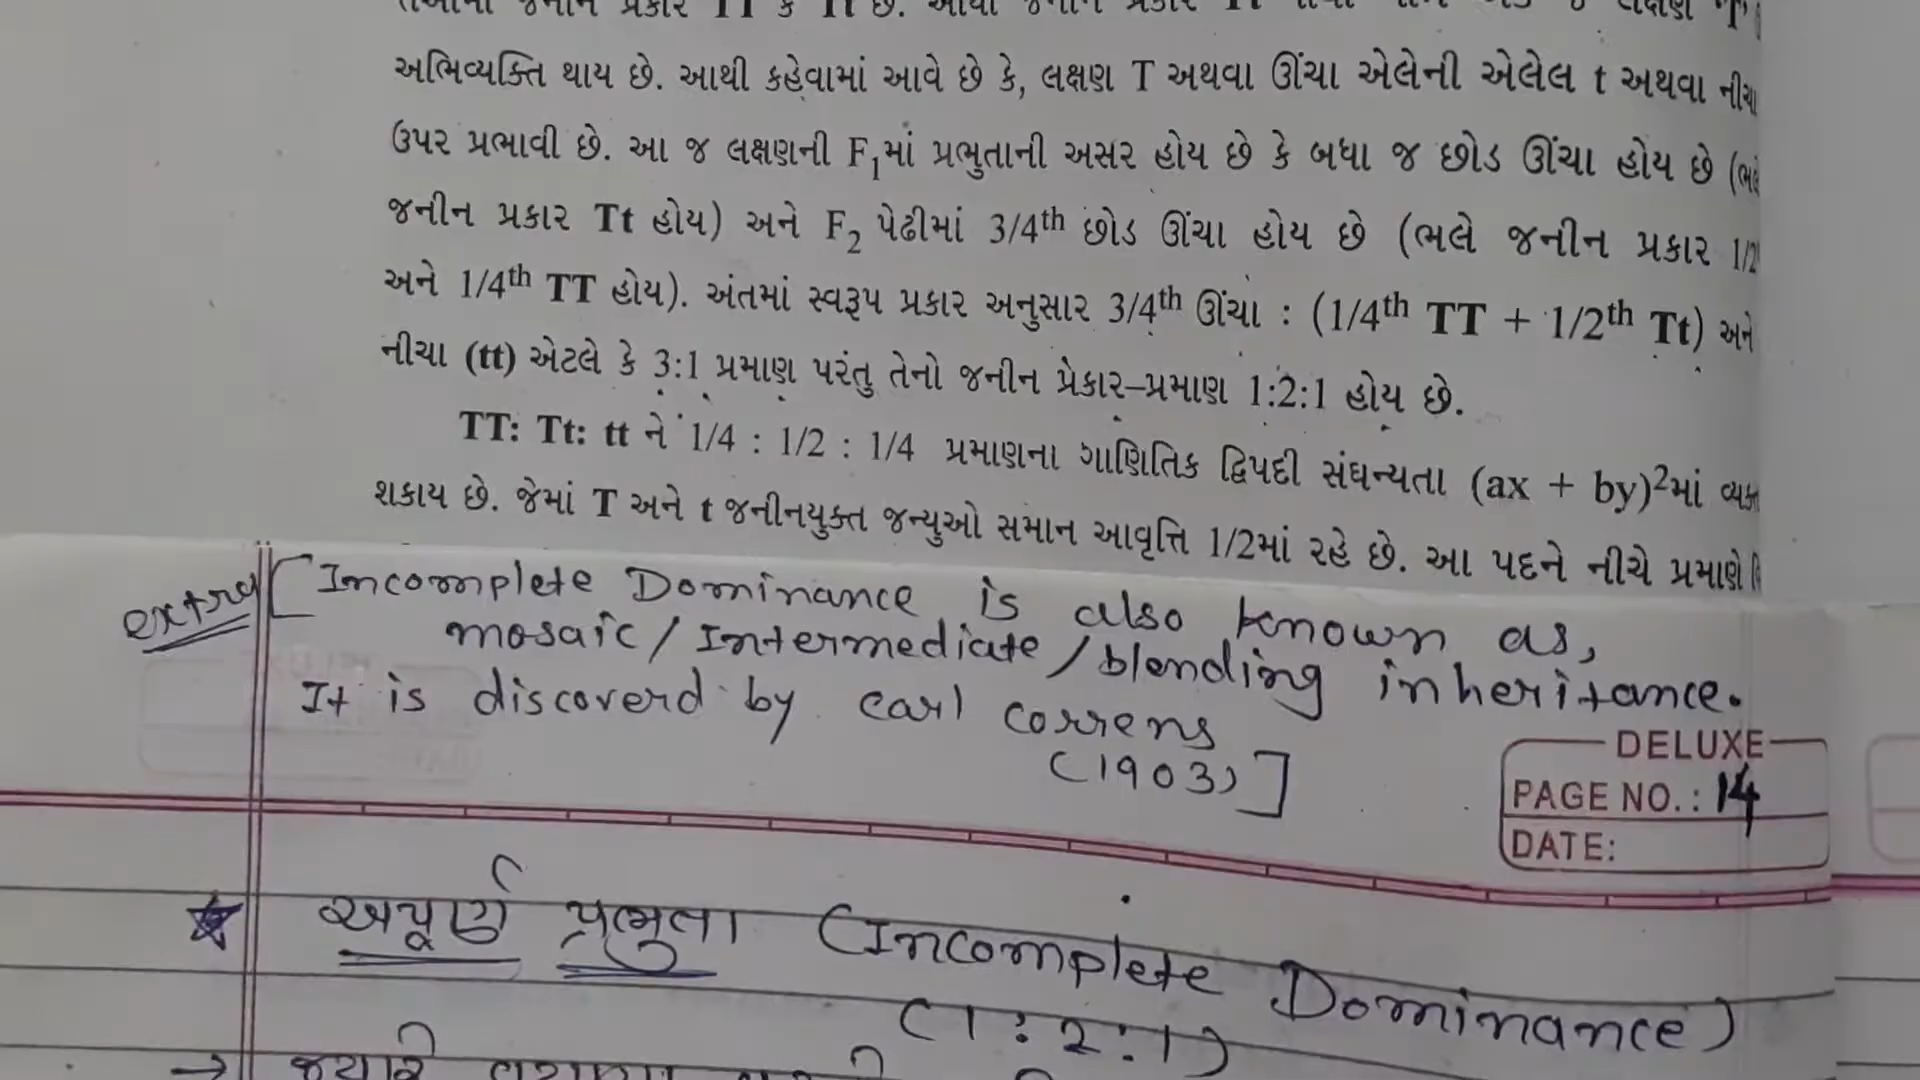 અભિવ્યક્તિ થાય છે. આથી કહેવામાં આવે છે કે, લક્ષણ T અથવા ઊંચા એલેની એલેલ t અથવા નીચા
ઉપર પ્રભાવી છે. આ જ લક્ષણની F₁માં પ્રભુતાની અસર હોય છે કે બધા જ છોડ ઊંચા હોય છે (ભલે
જનીન પ્રકાર Tt હોય) અને F₂ પેઢીમાં 3/4th છોડ ઊંચા હોય છે (ભલે જનીન પ્રકાર 1/2
અને 1/4th TT હોય). અંતમાં સ્વરૂપ પ્રકાર અનુસાર 3/4th ઊંચા : (1/4th TT + 1/2th Tt) અને
નીચા (tt) એટલે કે 3:1 પ્રમાણ પરંતુ તેનો જનીન પ્રકાર–પ્રમાણ 1:2:1 હોય છે.
TT: Tt: tt ને 1/4 : 1/2 : 1/4 પ્રમાણના ગાણિતિક દ્વિપદી સંઘન્યતા (ax + by)²માં વ્યક્ત
શકાય છે. જેમાં T અને t જનીનયુક્ત જન્યુઓ સમાન આવૃત્તિ 1/2માં રહે છે. આ પદને નીચે પ્રમાણે
extra [Incomplete Dominance is also known as,
mosaic/Intermediate/blending inheritance.
It is discoverd by carl correns
(1903)]
DELUXE
PAGE NO.: 14
DATE:
અપૂર્ણ પ્રભુતા (Incomplete Dominance)
(1:2:1)